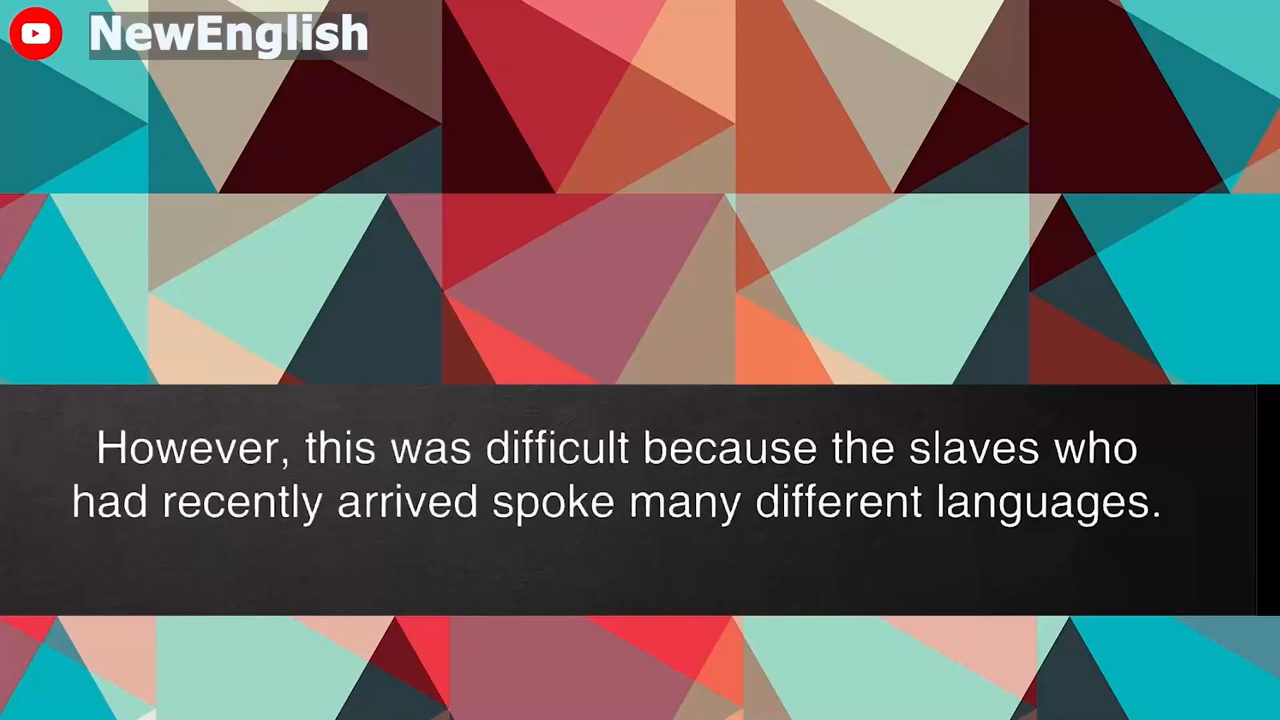 NewEnglish
However, this was difficult because the slaves who
had recently arrived spoke many different languages.